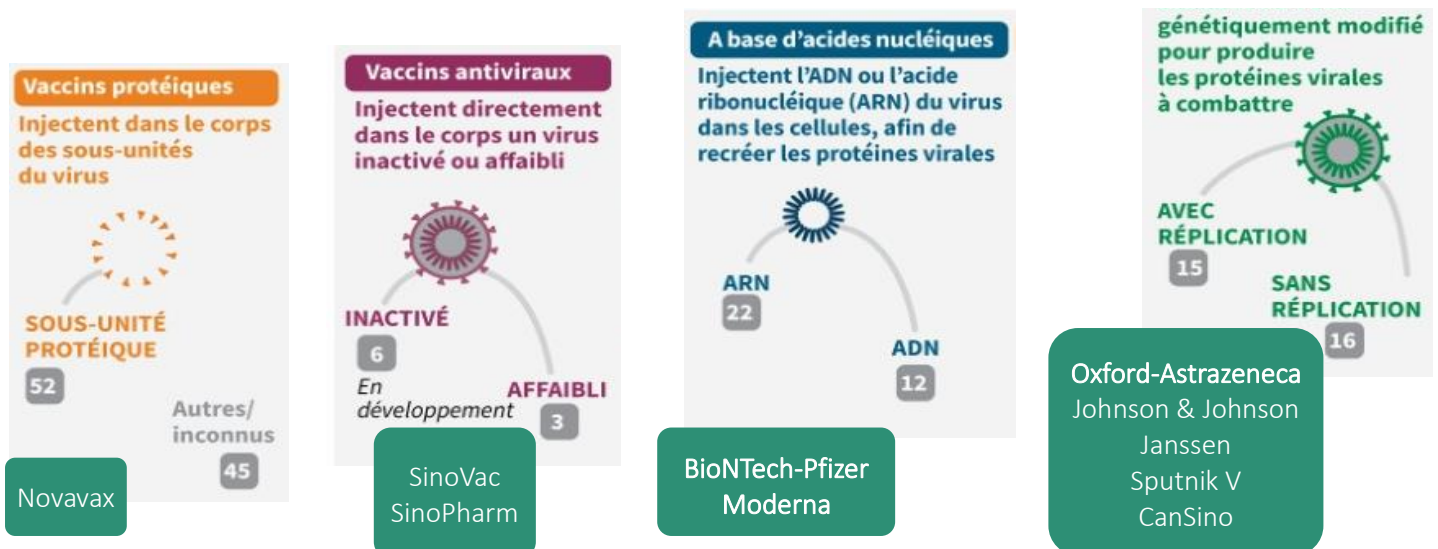 Vaccins protéiques
Injectent dans le corps
des sous-unités
du virus
SOUS-UNITÉ
PROTÉIQUE
52
Autres/
inconnus
45
Novavax
Vaccins antiviraux
Injectent directement
dans le corps un virus
inactivé ou affaibli
INACTIVÉ
6
En
développement
AFFAIBLI
3
SinoVac
SinoPharm
A base d'acides nucléiques
Injectent l'ADN ou l'acide
ribonucléique (ARN) du virus
dans les cellules, afin de
recréer les protéines virales
ARN
22
ADN
12
BioNTech-Pfizer
Moderna
génétiquement modifié
pour produire
les protéines virales
à combattre
AVEC
RÉPLICATION
15
SANS
RÉPLICATION
16
Oxford-Astrazeneca
Johnson & Johnson
Janssen
Sputnik V
CanSino